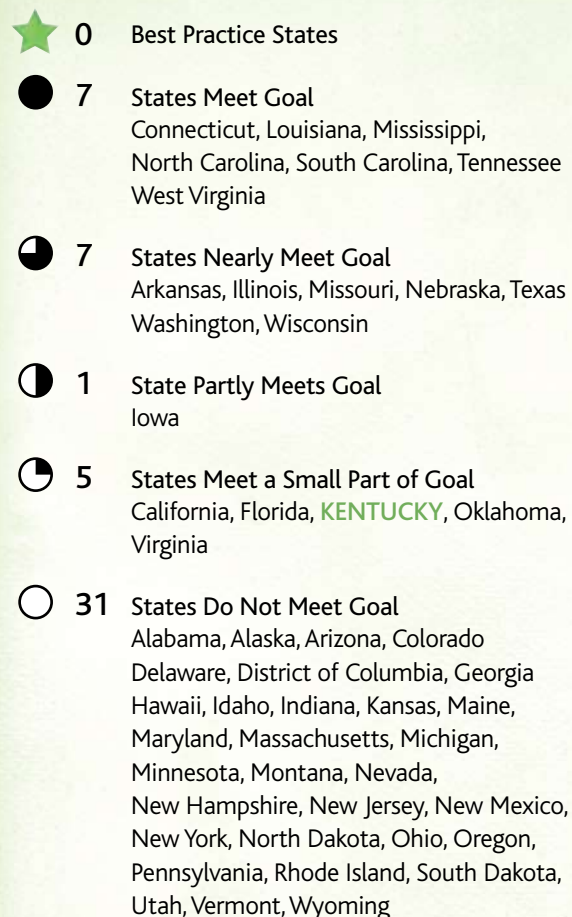 0 Best Practice States
7 States Meet Goal
Connecticut, Louisiana, Mississippi,
North Carolina, South Carolina, Tennessee
West Virginia
7 States Nearly Meet Goal
Arkansas, Illinois, Missouri, Nebraska, Texas
Washington, Wisconsin
1 State Partly Meets Goal
Iowa
5 States Meet a Small Part of Goal
California, Florida, KENTUCKY, Oklahoma,
Virginia
31 States Do Not Meet Goal
Alabama, Alaska, Arizona, Colorado
Delaware, District of Columbia, Georgia
Hawaii, Idaho, Indiana, Kansas, Maine,
Maryland, Massachusetts, Michigan,
Minnesota, Montana, Nevada,
New Hampshire, New Jersey, New Mexico,
New York, North Dakota, Ohio, Oregon,
Pennsylvania, Rhode Island, South Dakota,
Utah, Vermont, Wyoming